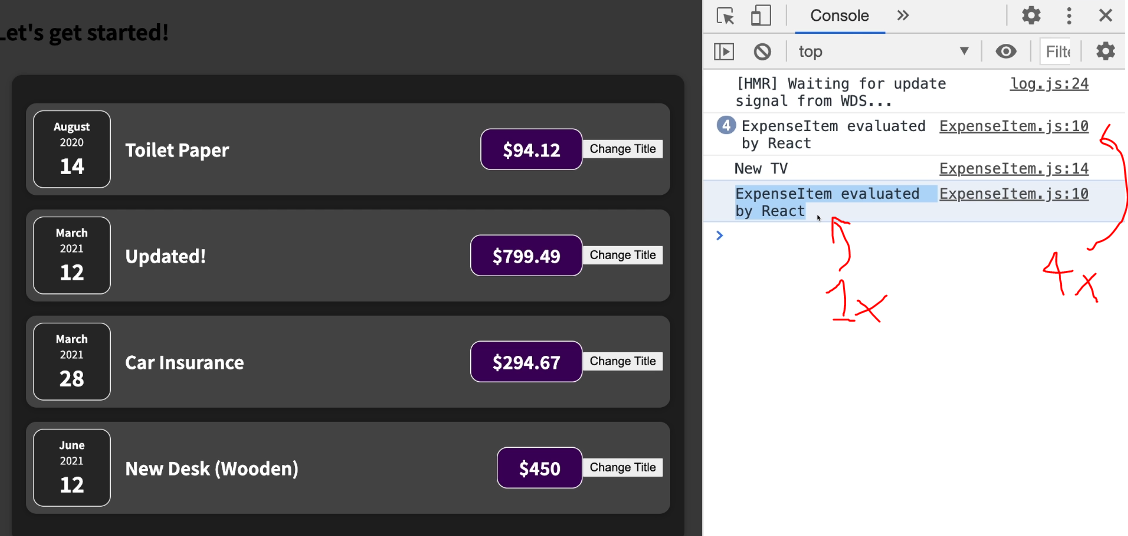 Let's get started!
August
2020
14
Toilet Paper
$94.12
Change Title
March
2021
12
Updated!
$799.49
Change Title
March
2021
28
Car Insurance
$294.67
Change Title
June
2021
12
New Desk (Wooden)
$450
Change Title
Console
top
Filte
[HMR] Waiting for update log.js:24
signal from WDS...
4 ExpenseItem evaluated ExpenseItem.js:10
by React
New TV ExpenseItem.js:14
ExpenseItem evaluated ExpenseItem.js:10
by React
4x
1x